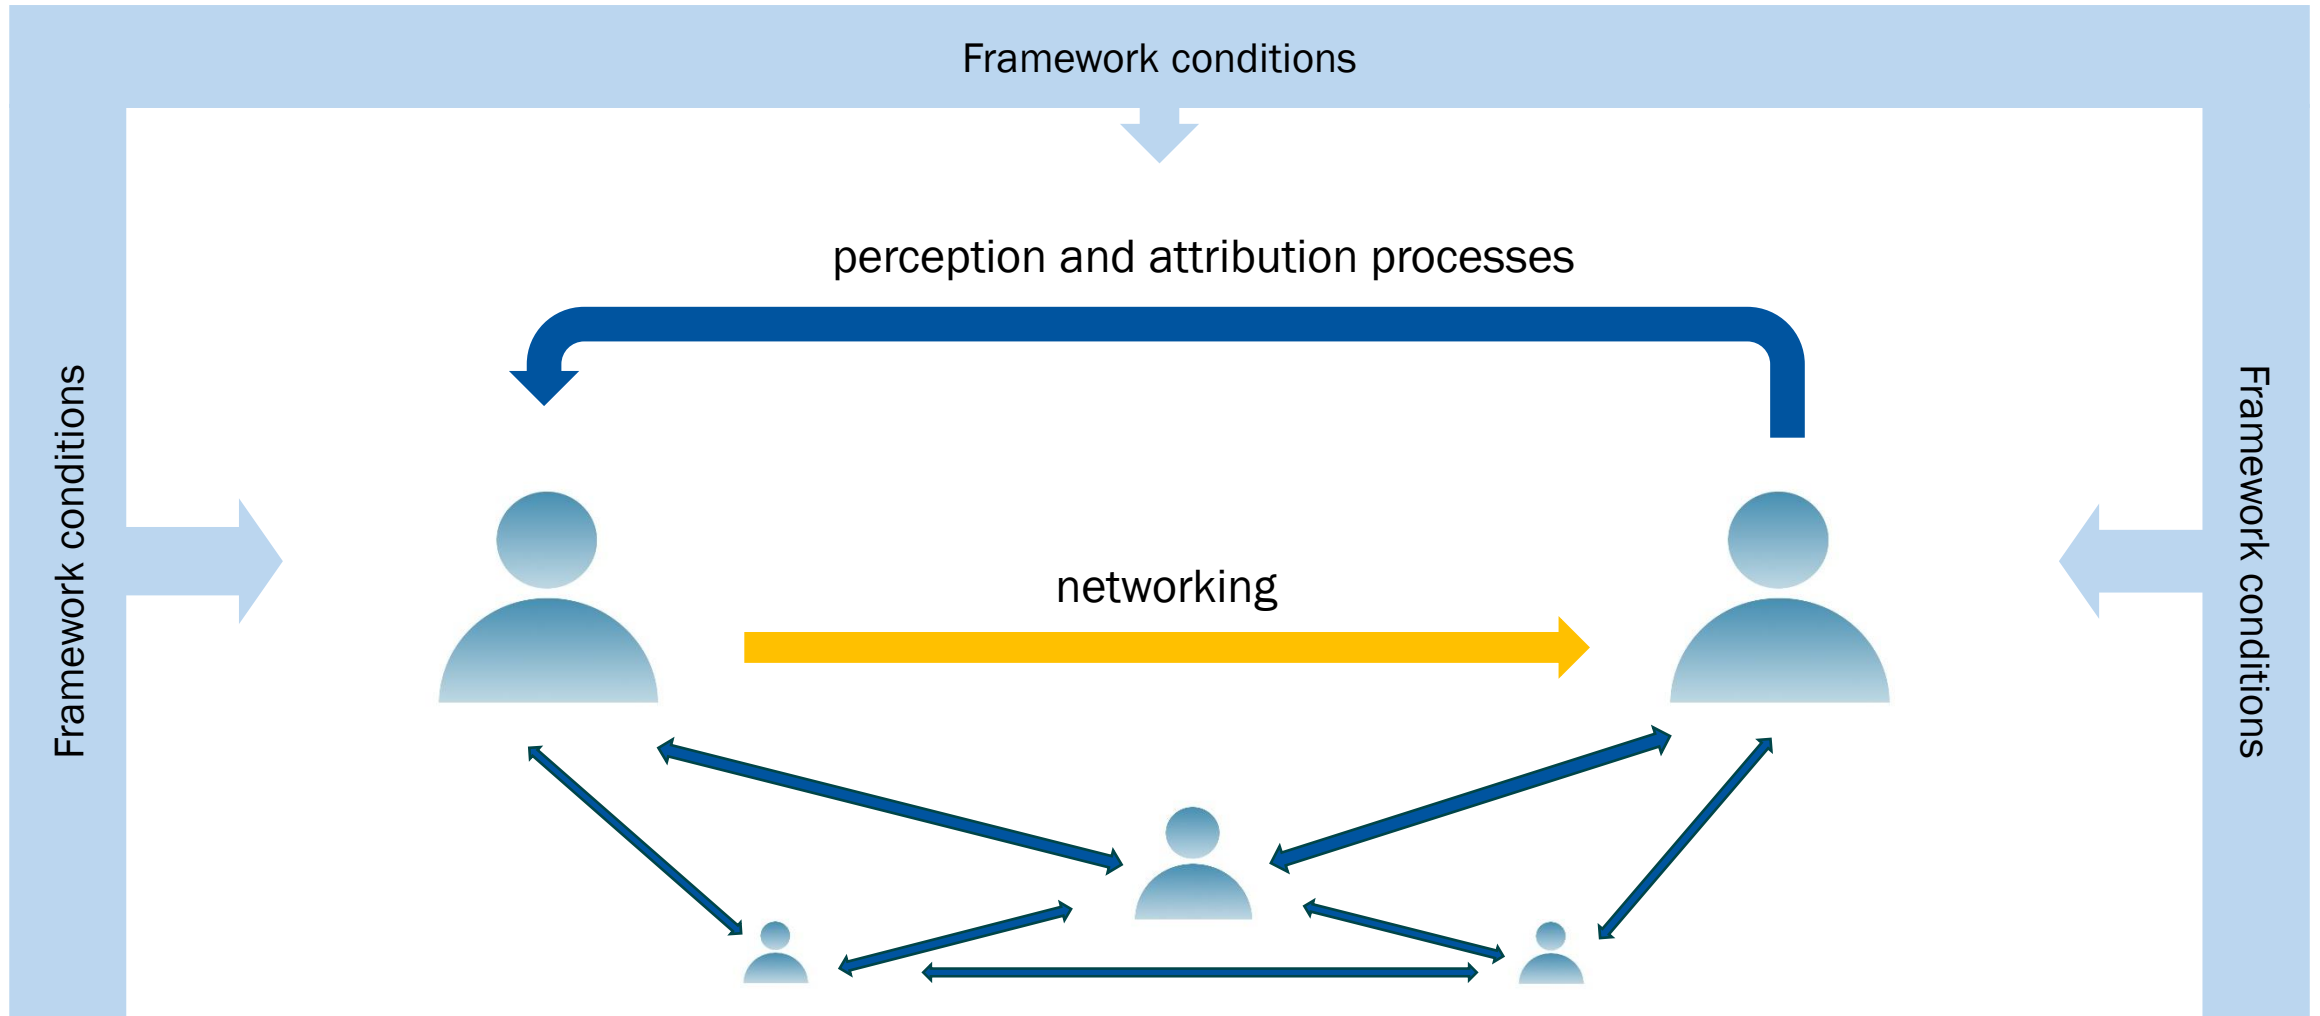 Framework conditions
perception and attribution processes
Framework conditions
networking
Framework conditions